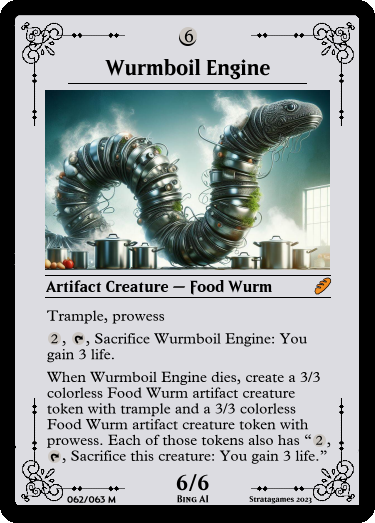 6
Wurmboil Engine
Artifact Creature — Food Wurm
Trample, prowess
2, , Sacrifice Wurmboil Engine: You
gain 3 life.
When Wurmboil Engine dies, create a 3/3
colorless Food Wurm artifact creature
token with trample and a 3/3 colorless
Food Wurm artifact creature token with
prowess. Each of those tokens also has “2,
, Sacrifice this creature: You gain 3 life.”
6/6
062/063 M
Bing AI
Stratagames 2023